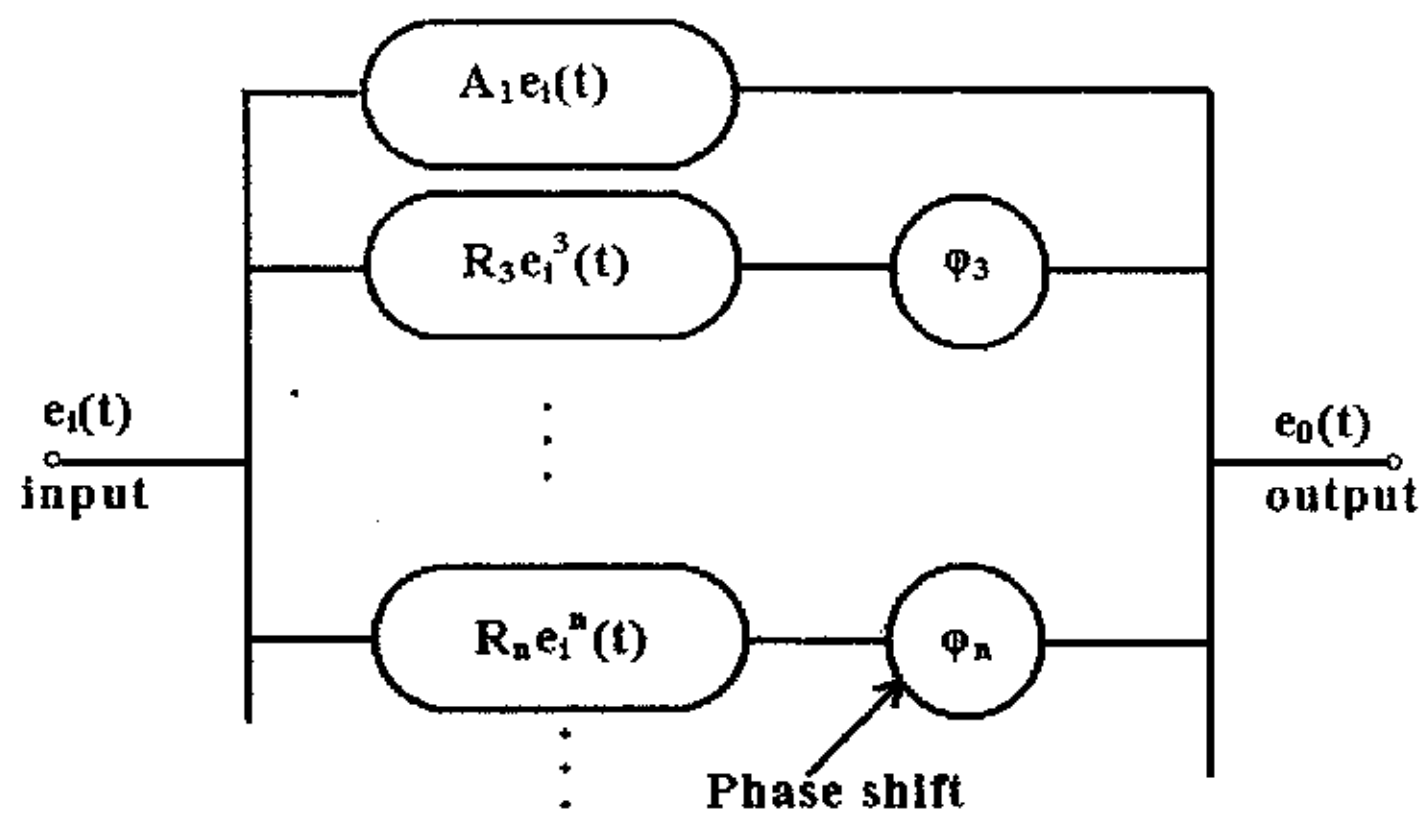 A₁eᵢ(t)
R₃eᵢ³(t) φ₃
eᵢ(t)
input
e₀(t)
output
Rₙeᵢⁿ(t) φₙ
Phase shift